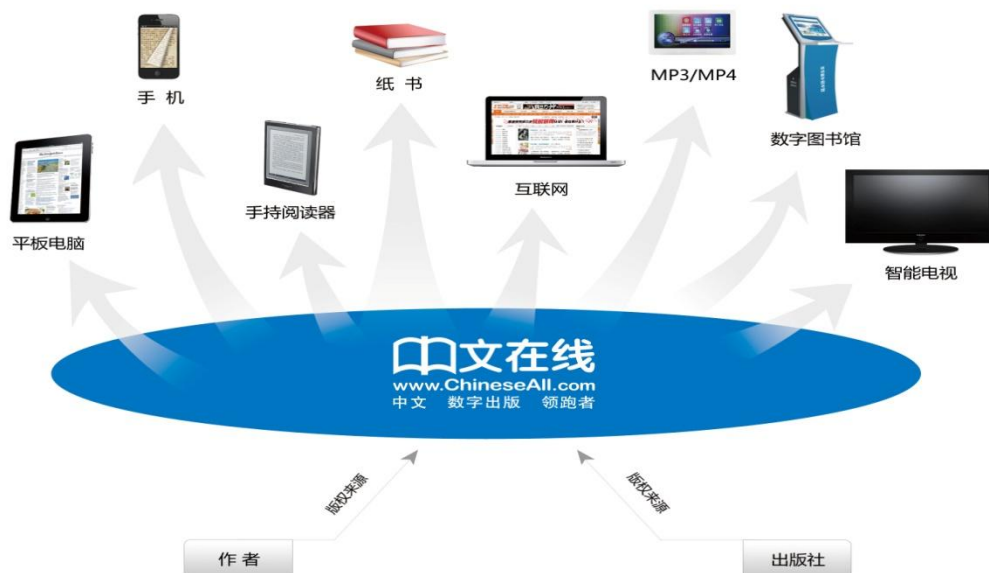 手 机
纸 书
MP3/MP4
数字图书馆
平板电脑
手持阅读器
互联网
智能电视
中文在线
www.ChineseAll.com
中文 数字出版 领跑者
版权来源
版权来源
作 者
出版社